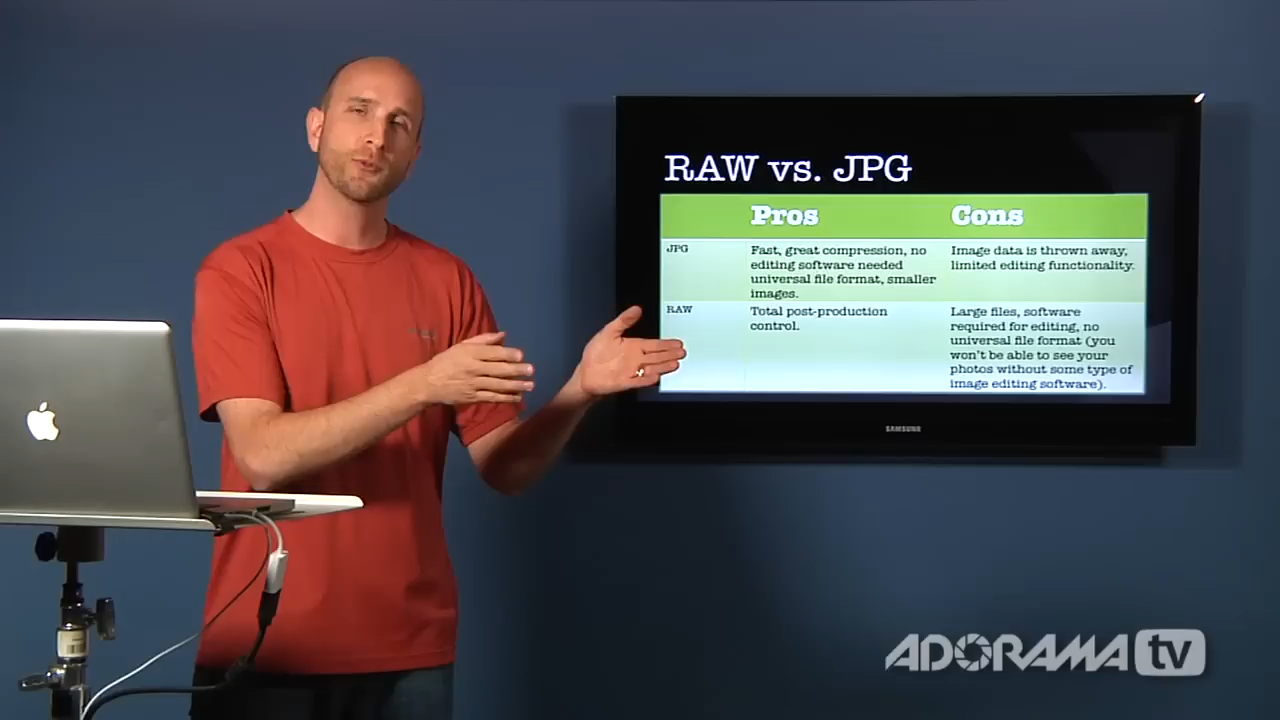 RAW vs. JPG
Pros
Cons
JPG
Fast, great compression, no
editing software needed
universal file format, smaller
images.
Image data is thrown away,
limited editing functionality.
RAW
Total post-production
control.
Large files, software
required for editing, no
universal file format (you
won't be able to see your
photos without some type of
image editing software).
SAMSUNG
ADORAMA tv